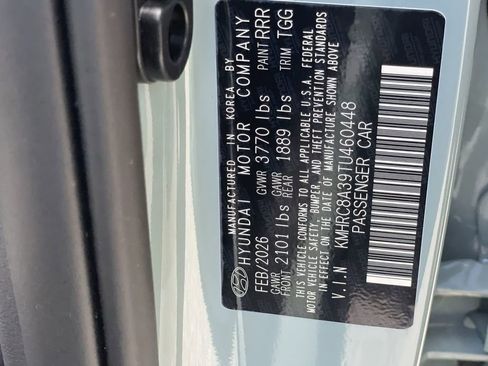 MANUFACTURED IN KOREA BY
HYUNDAI MOTOR COMPANY
FEB/2026 GVWR 3770 lbs PAINT RRR
GAWR FRONT 2101lbs GAWR REAR 1889 lbs TRIM TGG
THIS VEHICLE CONFORMS TO ALL APPLICABLE U.S.A. FEDERAL
MOTOR VEHICLE SAFETY, BUMPER, AND THEFT PREVENTION STANDARDS
IN EFFECT ON THE DATE OF MANUFACTURE SHOWN ABOVE
V.I.N KMHRC8A39TU460448
PASSENGER CAR